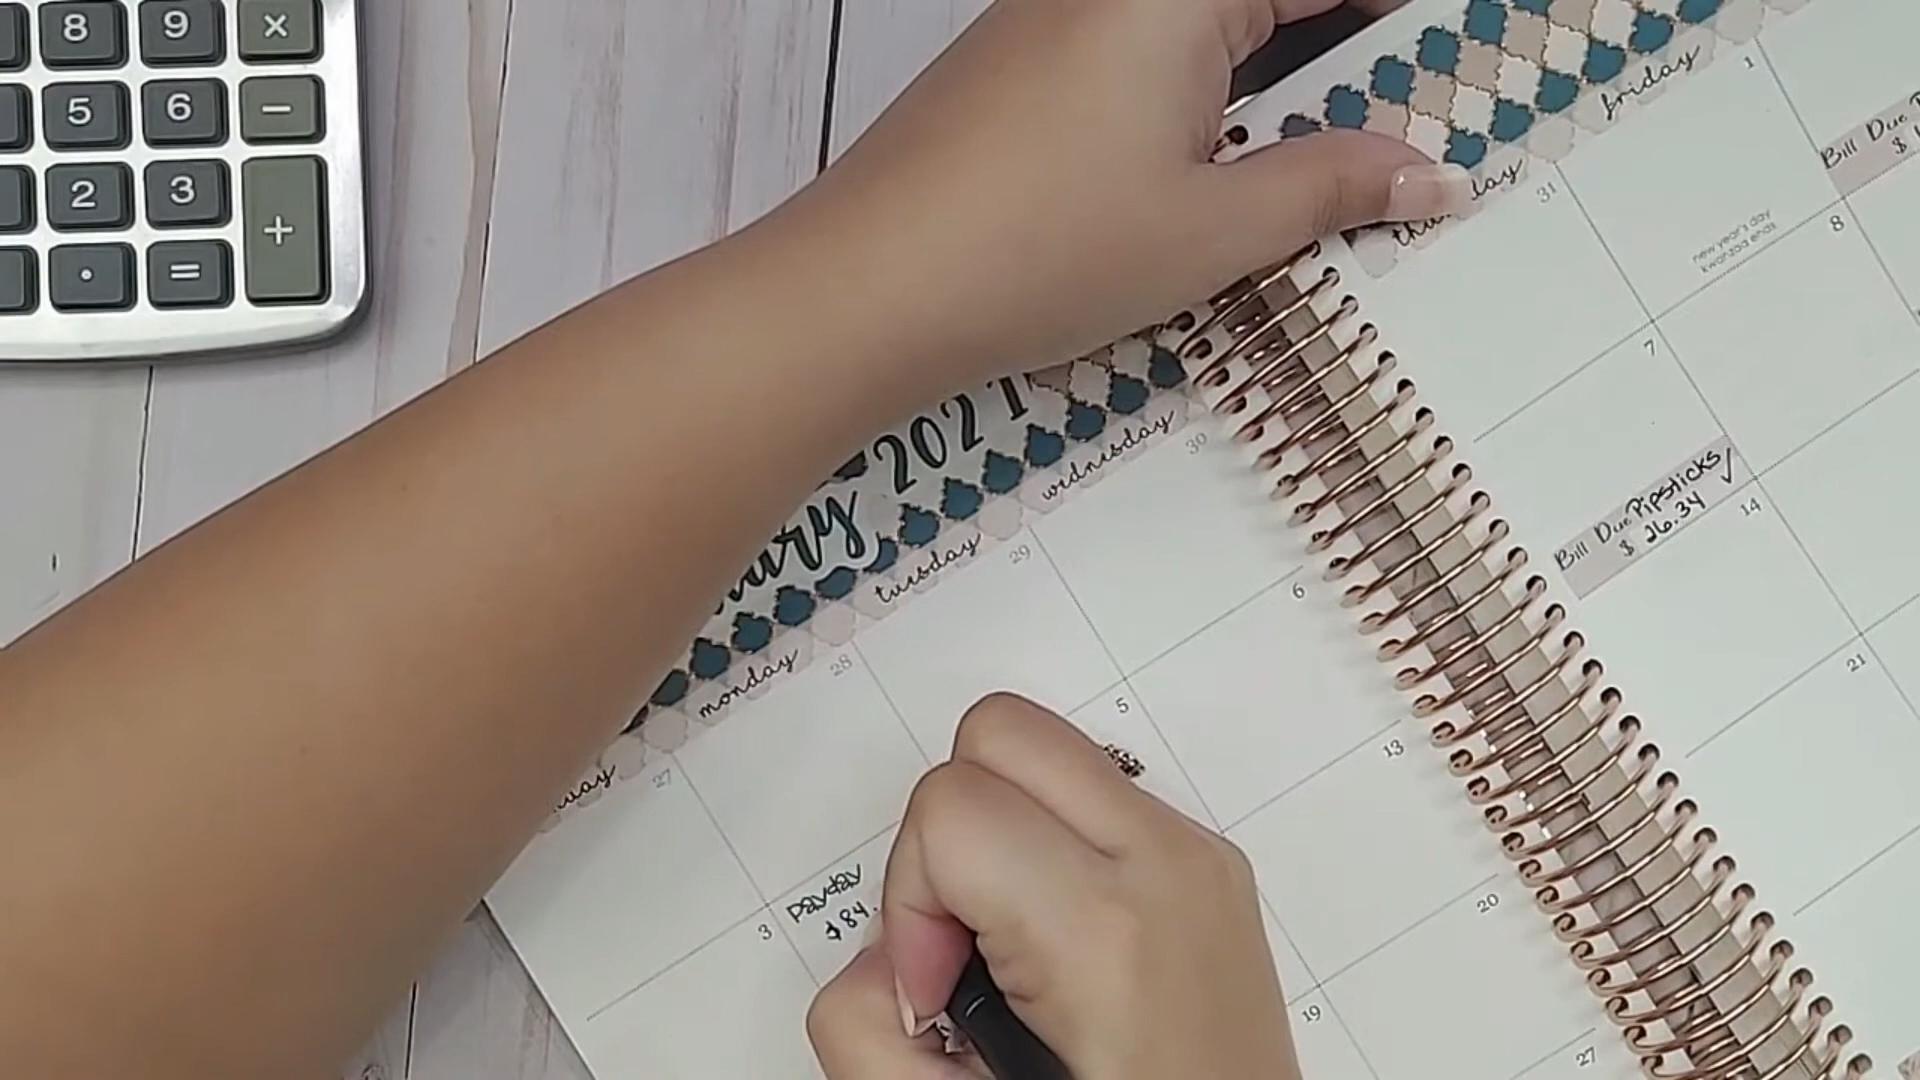 8 9 ×
5 6 −
2 3 +
. =
friday
1
Bill Due
$
31
new year's day
kwanzaa ends
8
2021
wednesday
30
7
tuesday
29
6
Bill Due Pipsticks ✓
$ 26.34
14
monday
28
5
13
21
27
payday
$84.
3
20
19
27